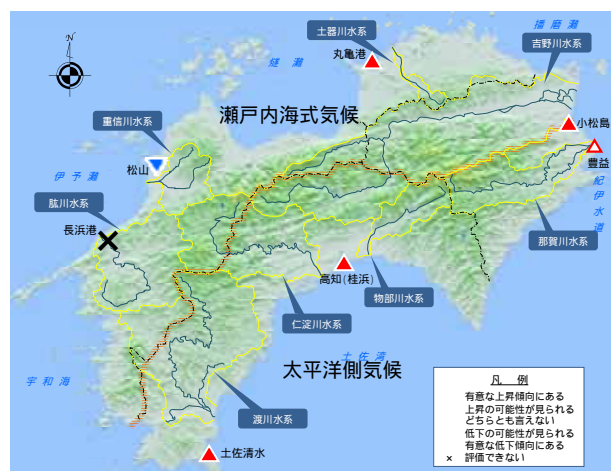 N
播磨灘
土器川水系
丸亀港
吉野川水系
燧灘
瀬戸内海式気候
重信川水系
小松島
松山
豊益
伊予灘
紀伊水道
肱川水系
長浜港
那賀川水系
高知(桂浜)
物部川水系
仁淀川水系
土佐湾
太平洋側気候
宇和海
渡川水系
土佐清水
凡 例
有意な上昇傾向にある
上昇の可能性が見られる
どちらとも言えない
低下の可能性が見られる
有意な低下傾向にある
× 評価できない